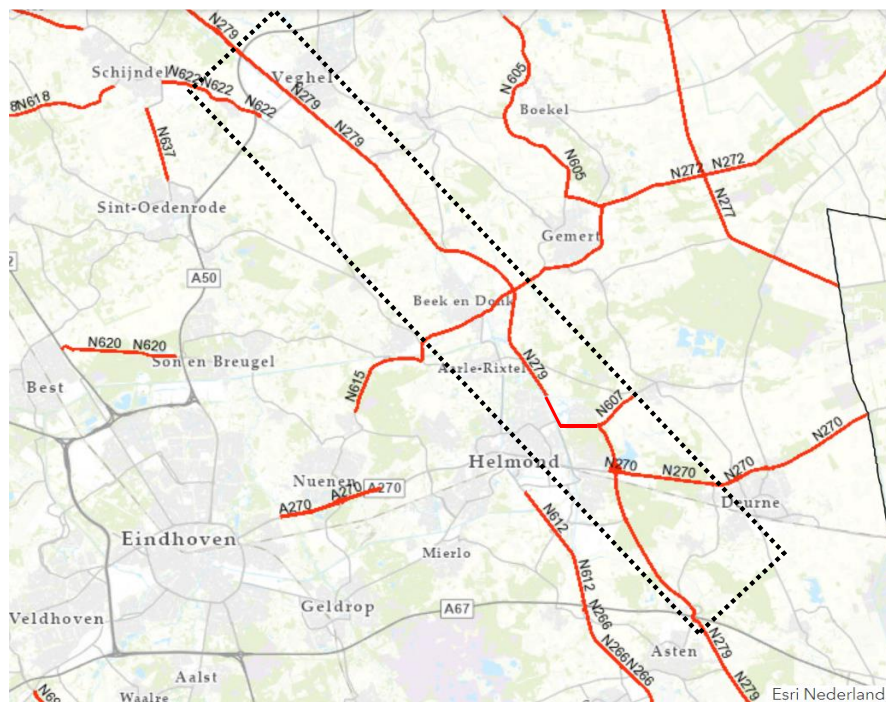 N279
Schijndel
N622
N622
Veghel
N605
N618
N279
N622
Boekel
N279
N637
N605
N272
N272
N277
Sint-Oedenrode
Gemert
A50
2
Beek en Donk
N620
N620
Son en Breugel
Aarle-Rixtel
N279
Best
N615
N607
N270
Helmond
N270
N270
N270
Nuenen
A270
A270
A270
Deurne
N612
Eindhoven
Mierlo
N612
Geldrop
A67
N266
Veldhoven
N279
Asten
N266
N266
Aalst
N279
Waalre
Esri Nederland